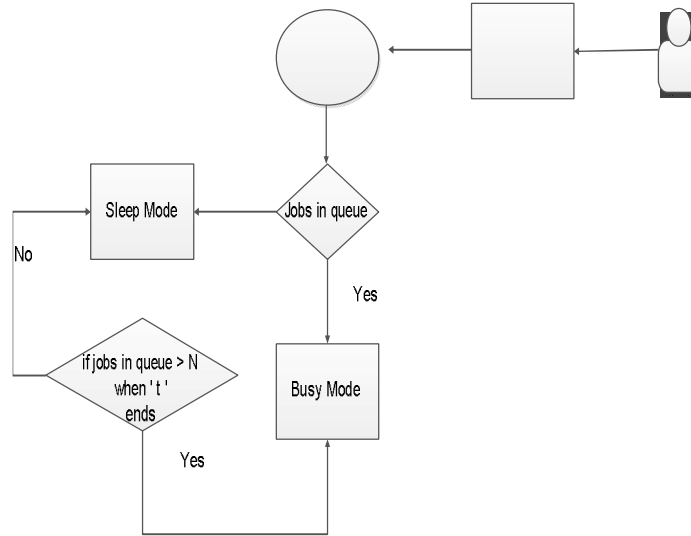 Jobs in queue
Sleep Mode
No
Yes
if jobs in queue > N
when ' t '
ends
Busy Mode
Yes